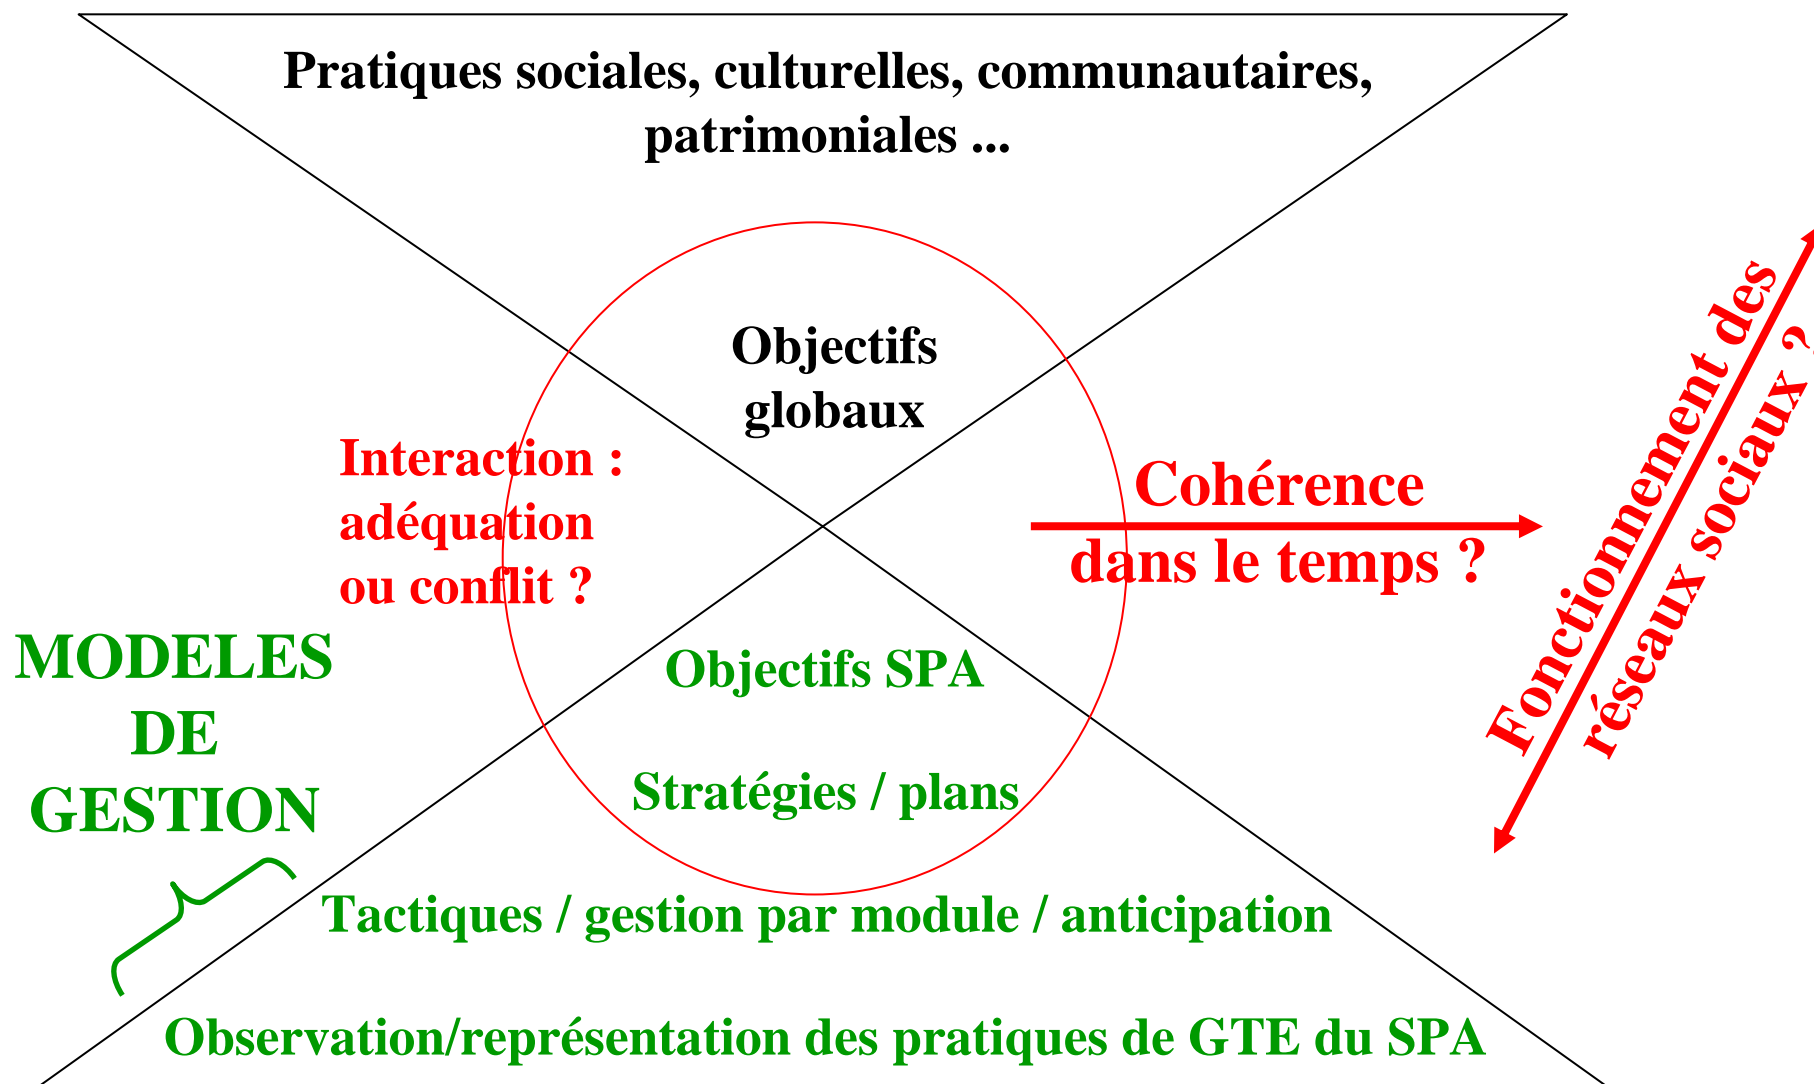 Pratiques sociales, culturelles, communautaires,
patrimoniales ...
Objectifs
globaux
Interaction :
adéquation
ou conflit ?
Cohérence
dans le temps ?
Fonctionnement des
réseaux sociaux ?
MODELES
DE
GESTION
Objectifs SPA
Stratégies / plans
Tactiques / gestion par module / anticipation
Observation/représentation des pratiques de GTE du SPA